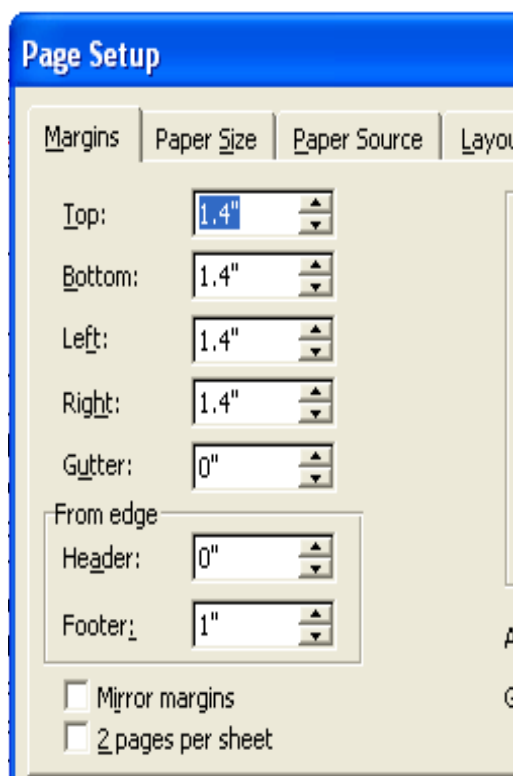 Page Setup
Margins Paper Size Paper Source Layou
Top: 1.4"
Bottom: 1.4"
Left: 1.4"
Right: 1.4"
Gutter: 0"
From edge
Header: 0"
Footer: 1"
Mirror margins
2 pages per sheet